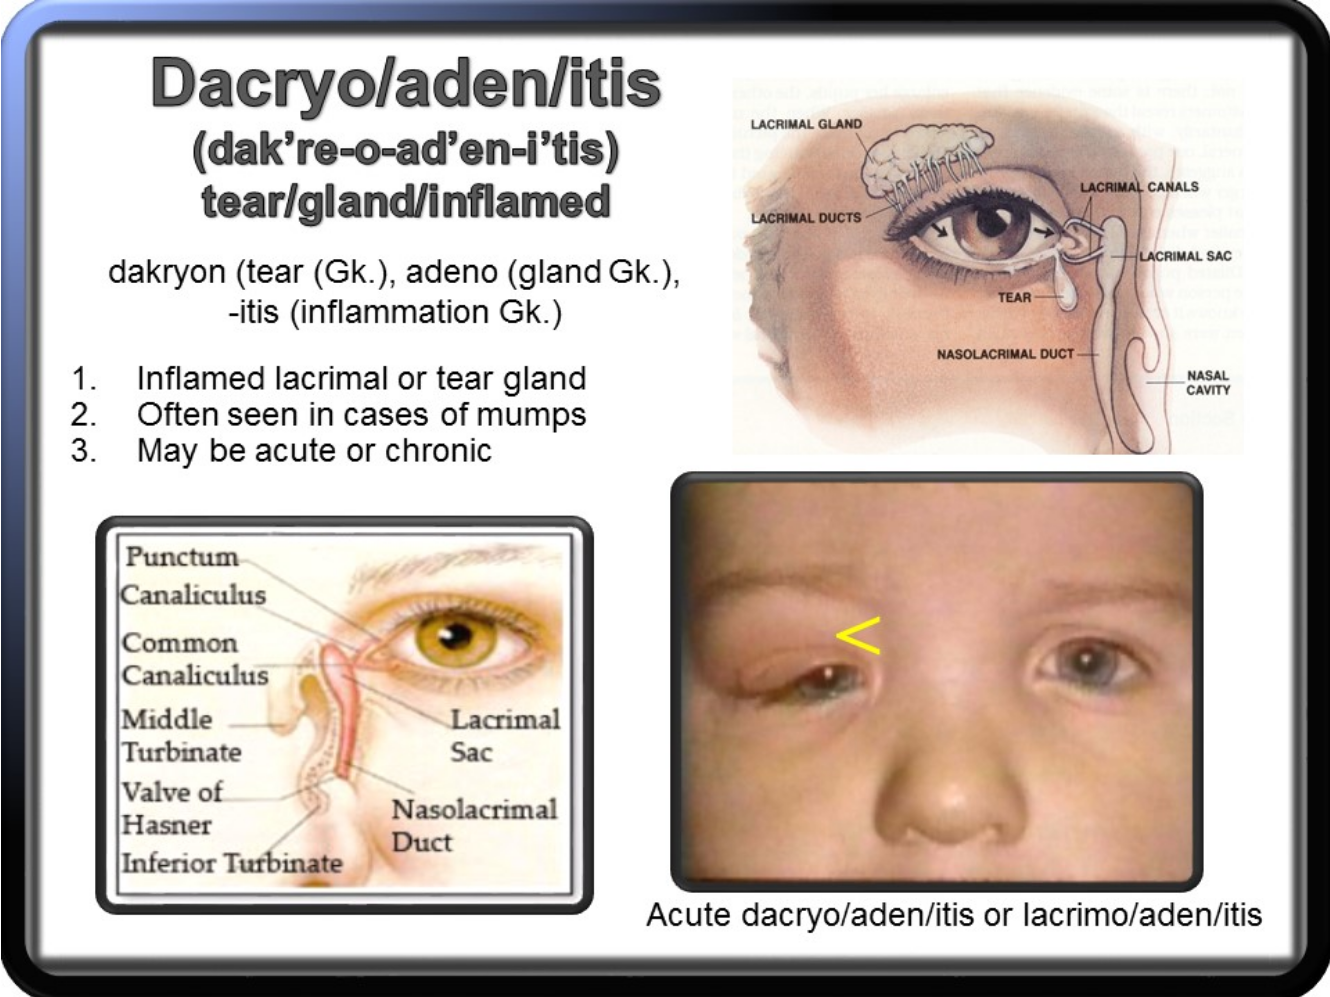 Dacryo/aden/itis
(dak’re-o-ad’en-i’tis)
tear/gland/inflamed
dakryon (tear (Gk.), adeno (gland Gk.),
-itis (inflammation Gk.)
1. Inflamed lacrimal or tear gland
2. Often seen in cases of mumps
3. May be acute or chronic
LACRIMAL GLAND
LACRIMAL CANALS
LACRIMAL DUCTS
LACRIMAL SAC
TEAR
NASOLACRIMAL DUCT
NASAL
CAVITY
Punctum
Canaliculus
Common
Canaliculus
Middle
Turbinate
Valve of
Hasner
Inferior Turbinate
Lacrimal
Sac
Nasolacrimal
Duct
<
Acute dacryo/aden/itis or lacrimo/aden/itis